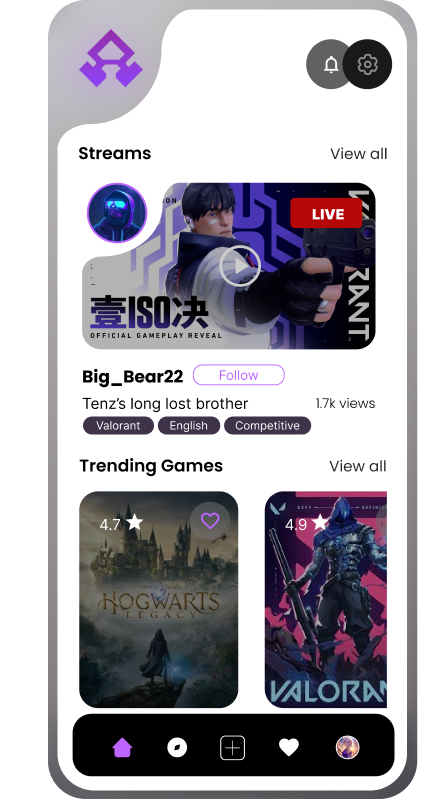 Streams
View all
LIVE
壹ISO决
OFFICIAL GAMEPLAY REVEAL
Big_Bear22
Follow
Tenz's long lost brother
1.7k views
Valorant
English
Competitive
Trending Games
View all
4.7
HOGWARTS
LEGACY
4.9
DEFY
VALORAN